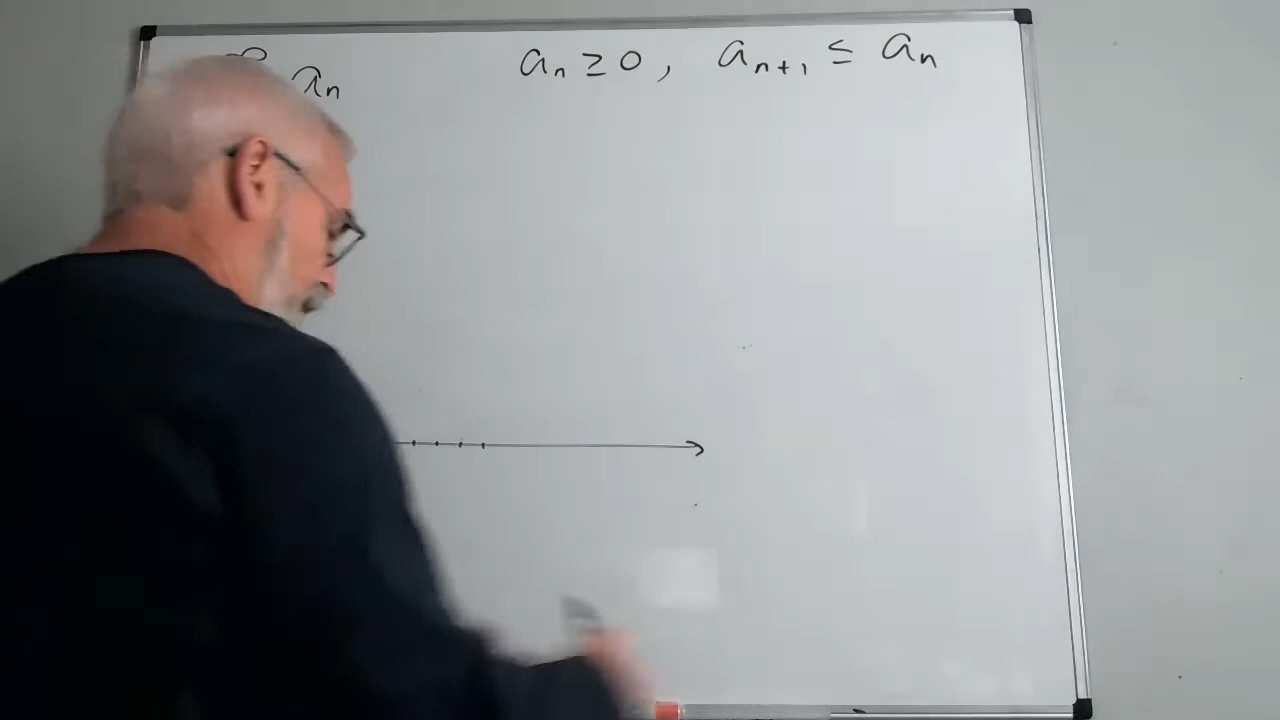 ∞ aₙ aₙ ≥ 0 , aₙ₊₁ ≤ aₙ